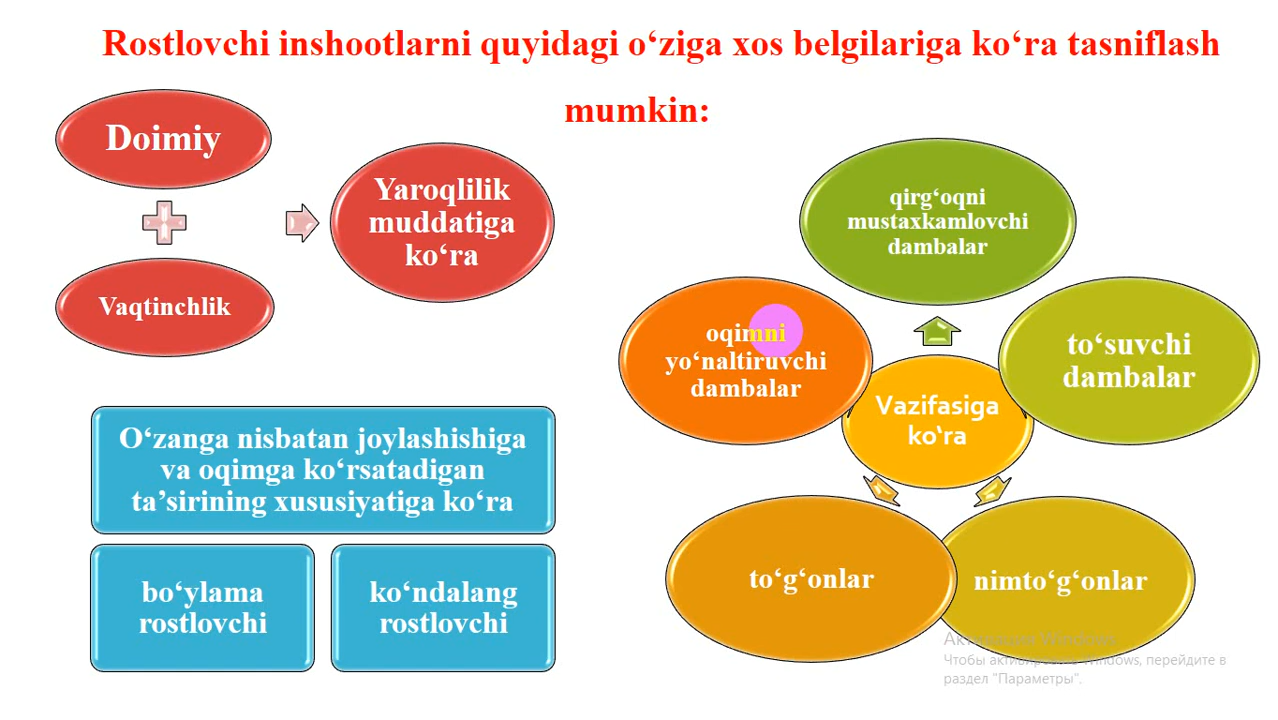 Rostlovchi inshootlarni quyidagi o‘ziga xos belgilariga ko‘ra tasniflash
mumkin:
Doimiy
Vaqtinchlik
Yaroqlilik
muddatiga
ko‘ra
O‘zanga nisbatan joylashishiga
va oqimga ko‘rsatadigan
ta’sirining xususiyatiga ko‘ra
bo‘ylama
rostlovchi
ko‘ndalang
rostlovchi
qirg‘oqni
mustaxkamlovchi
dambalar
oqimni
yo‘naltiruvchi
dambalar
to‘suvchi
dambalar
Vazifasiga
ko‘ra
to‘g‘onlar
nimto‘g‘onlar
Активация Windows
Чтобы активировать Windows, перейдите в
раздел "Параметры".